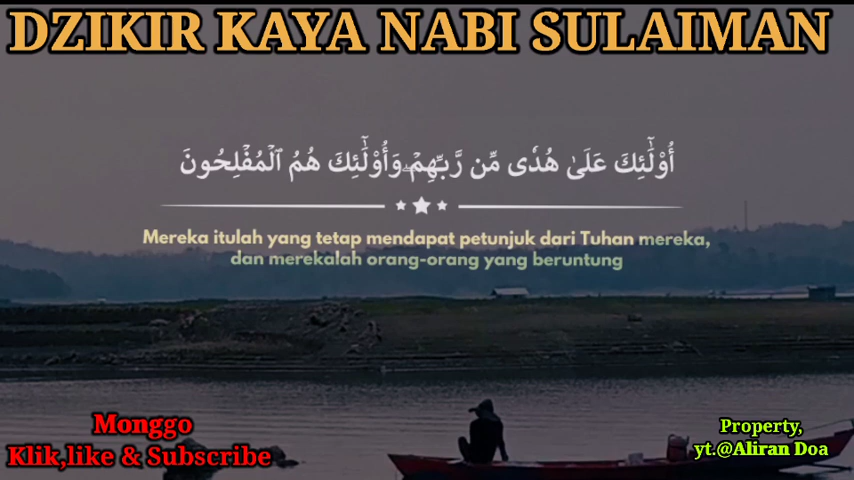 DZIKIR KAYA NABI SULAIMAN
أُوْلَٰٓئِكَ عَلَىٰ هُدٗى مِّن رَّبِّهِمۡۖ وَأُوْلَٰٓئِكَ هُمُ ٱلۡمُفۡلِحُونَ
Mereka itulah yang tetap mendapat petunjuk dari Tuhan mereka,
dan merekalah orang-orang yang beruntung
Monggo
Klik,like & Subscribe
Property,
yt.@Aliran Doa